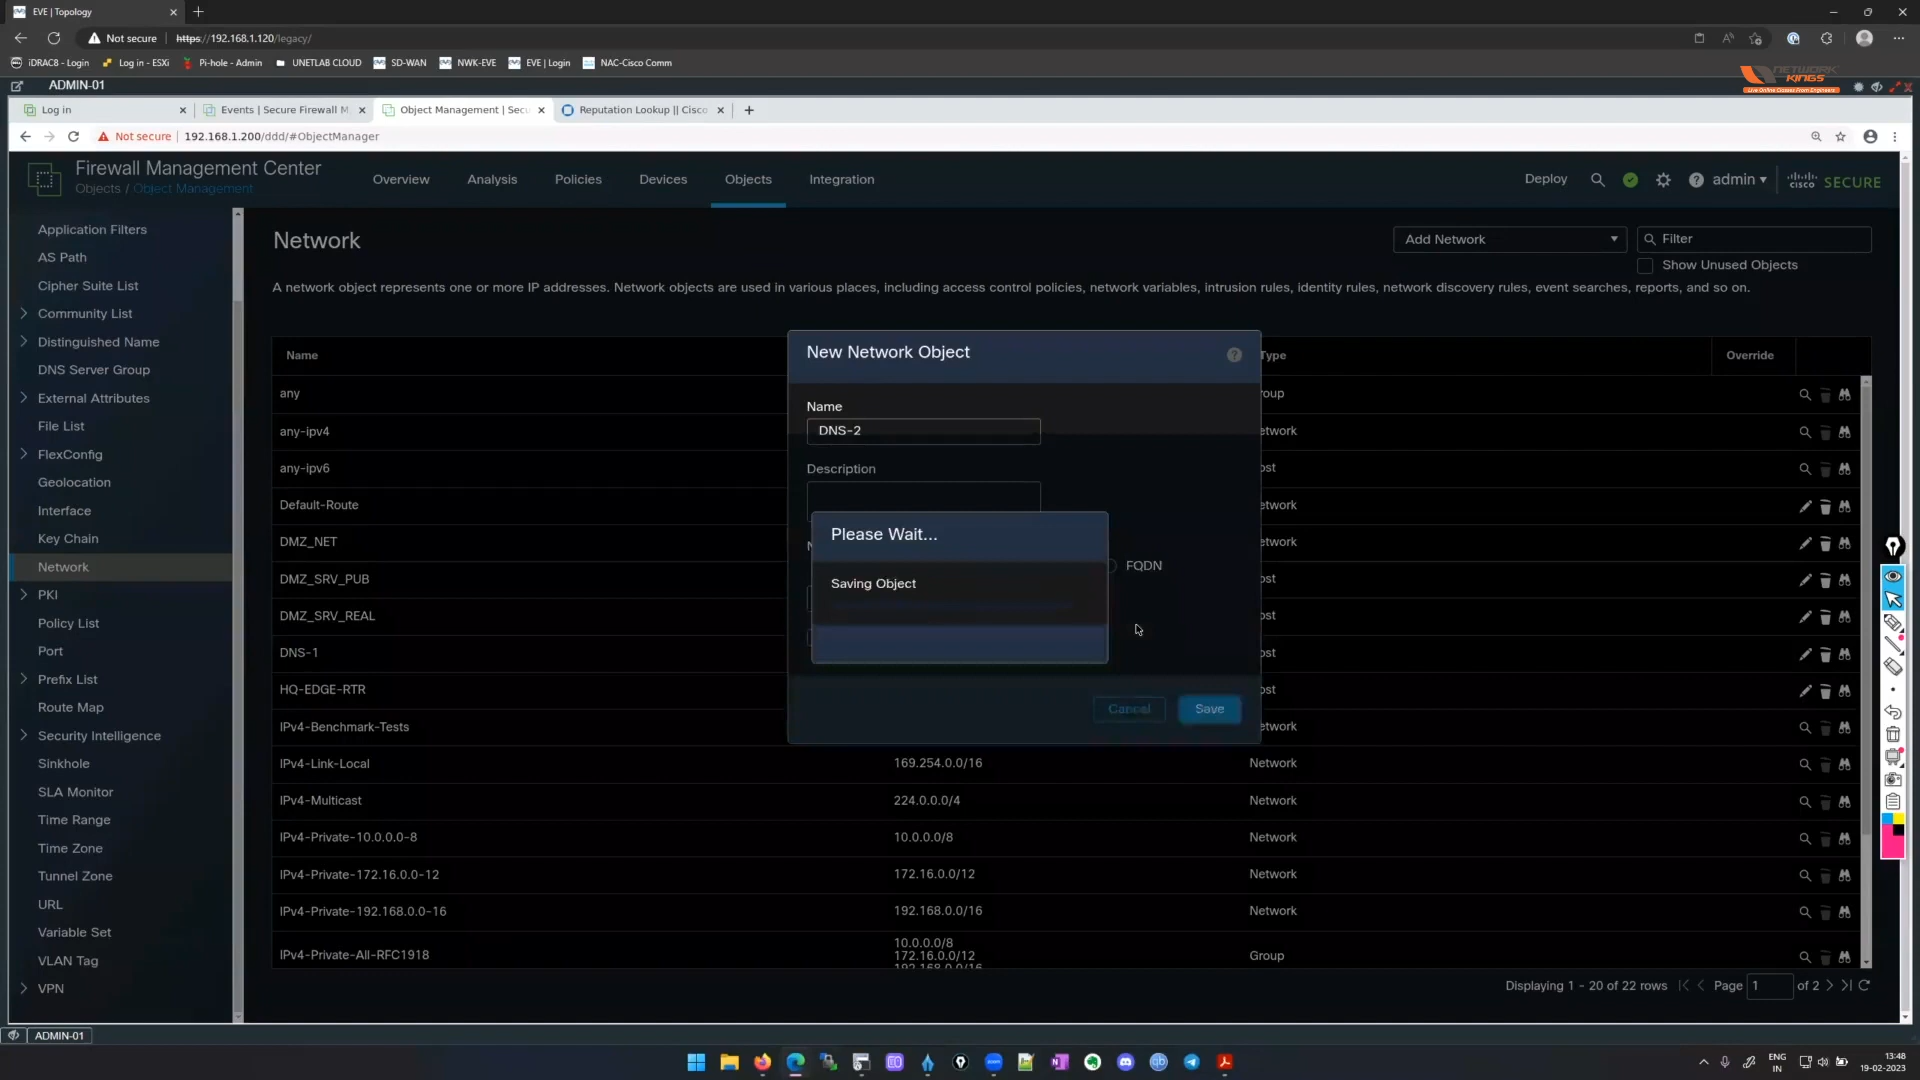 EVE | Topology
Not secure | https://192.168.1.120/legacy/
iDRAC8 - Login
Log in - ESXi
Pi-hole - Admin
UNETLAB CLOUD
SD-WAN
NWK-EVE
EVE | Login
NAC-Cisco Comm
ADMIN-01
NETWORK KINGS
Live Online Classes From Engineers
Log in
Events | Secure Firewall M
Object Management | Secu
Reputation Lookup || Cisco
Not secure | 192.168.1.200/ddd/#ObjectManager
Firewall Management Center
Objects / Object Management
Overview
Analysis
Policies
Devices
Objects
Integration
Deploy
admin
CISCO SECURE
Application Filters
AS Path
Cipher Suite List
Community List
Distinguished Name
DNS Server Group
External Attributes
File List
FlexConfig
Geolocation
Interface
Key Chain
Network
PKI
Policy List
Port
Prefix List
Route Map
Security Intelligence
Sinkhole
SLA Monitor
Time Range
Time Zone
Tunnel Zone
URL
Variable Set
VLAN Tag
VPN
Network
Add Network
Filter
Show Unused Objects
A network object represents one or more IP addresses. Network objects are used in various places, including access control policies, network variables, intrusion rules, identity rules, network discovery rules, event searches, reports, and so on.
Name Type Override
any roup
any-ipv4 etwork
any-ipv6 ost
Default-Route etwork
DMZ_NET etwork
DMZ_SRV_PUB ost
DMZ_SRV_REAL ost
DNS-1 ost
HQ-EDGE-RTR ost
IPv4-Benchmark-Tests etwork
IPv4-Link-Local 169.254.0.0/16 Network
IPv4-Multicast 224.0.0.0/4 Network
IPv4-Private-10.0.0.0-8 10.0.0.0/8 Network
IPv4-Private-172.16.0.0-12 172.16.0.0/12 Network
IPv4-Private-192.168.0.0-16 192.168.0.0/16 Network
10.0.0.0/8
IPv4-Private-All-RFC1918 172.16.0.0/12 Group
192.168.0.0/16
New Network Object
Name
DNS-2
Description
N
FQDN
Please Wait...
Saving Object
Cancel
Save
Displaying 1 - 20 of 22 rows
Page 1 of 2
ADMIN-01
ENG
IN
13:48
19-02-2023